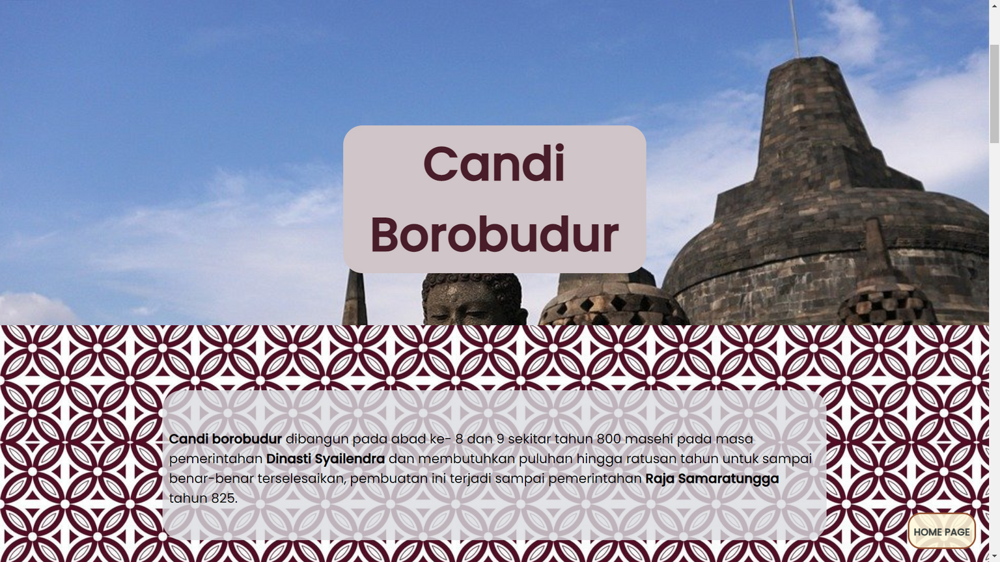 Candi
Borobudur
Candi borobudur dibangun pada abad ke- 8 dan 9 sekitar tahun 800 masehi pada masa
pemerintahan Dinasti Syailendra dan membutuhkan puluhan hingga ratusan tahun untuk sampai
benar-benar terselesaikan, pembuatan ini terjadi sampai pemerintahan Raja Samaratungga
tahun 825.
HOME PAGE